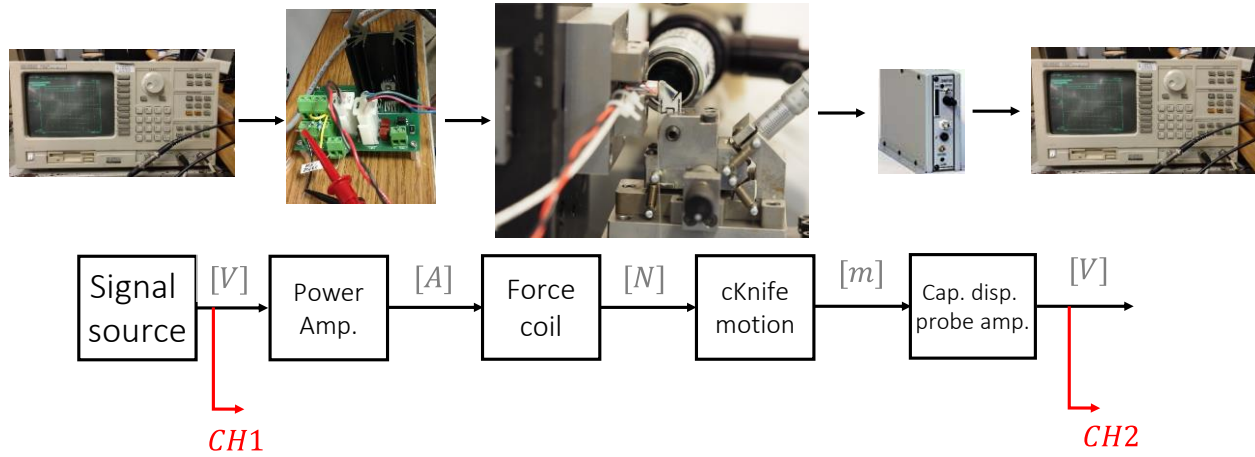 [V]
[A]
[N]
[m]
[V]
Signal
source
Power
Amp.
Force
coil
cKnife
motion
Cap. disp.
probe amp.
CH1
CH2